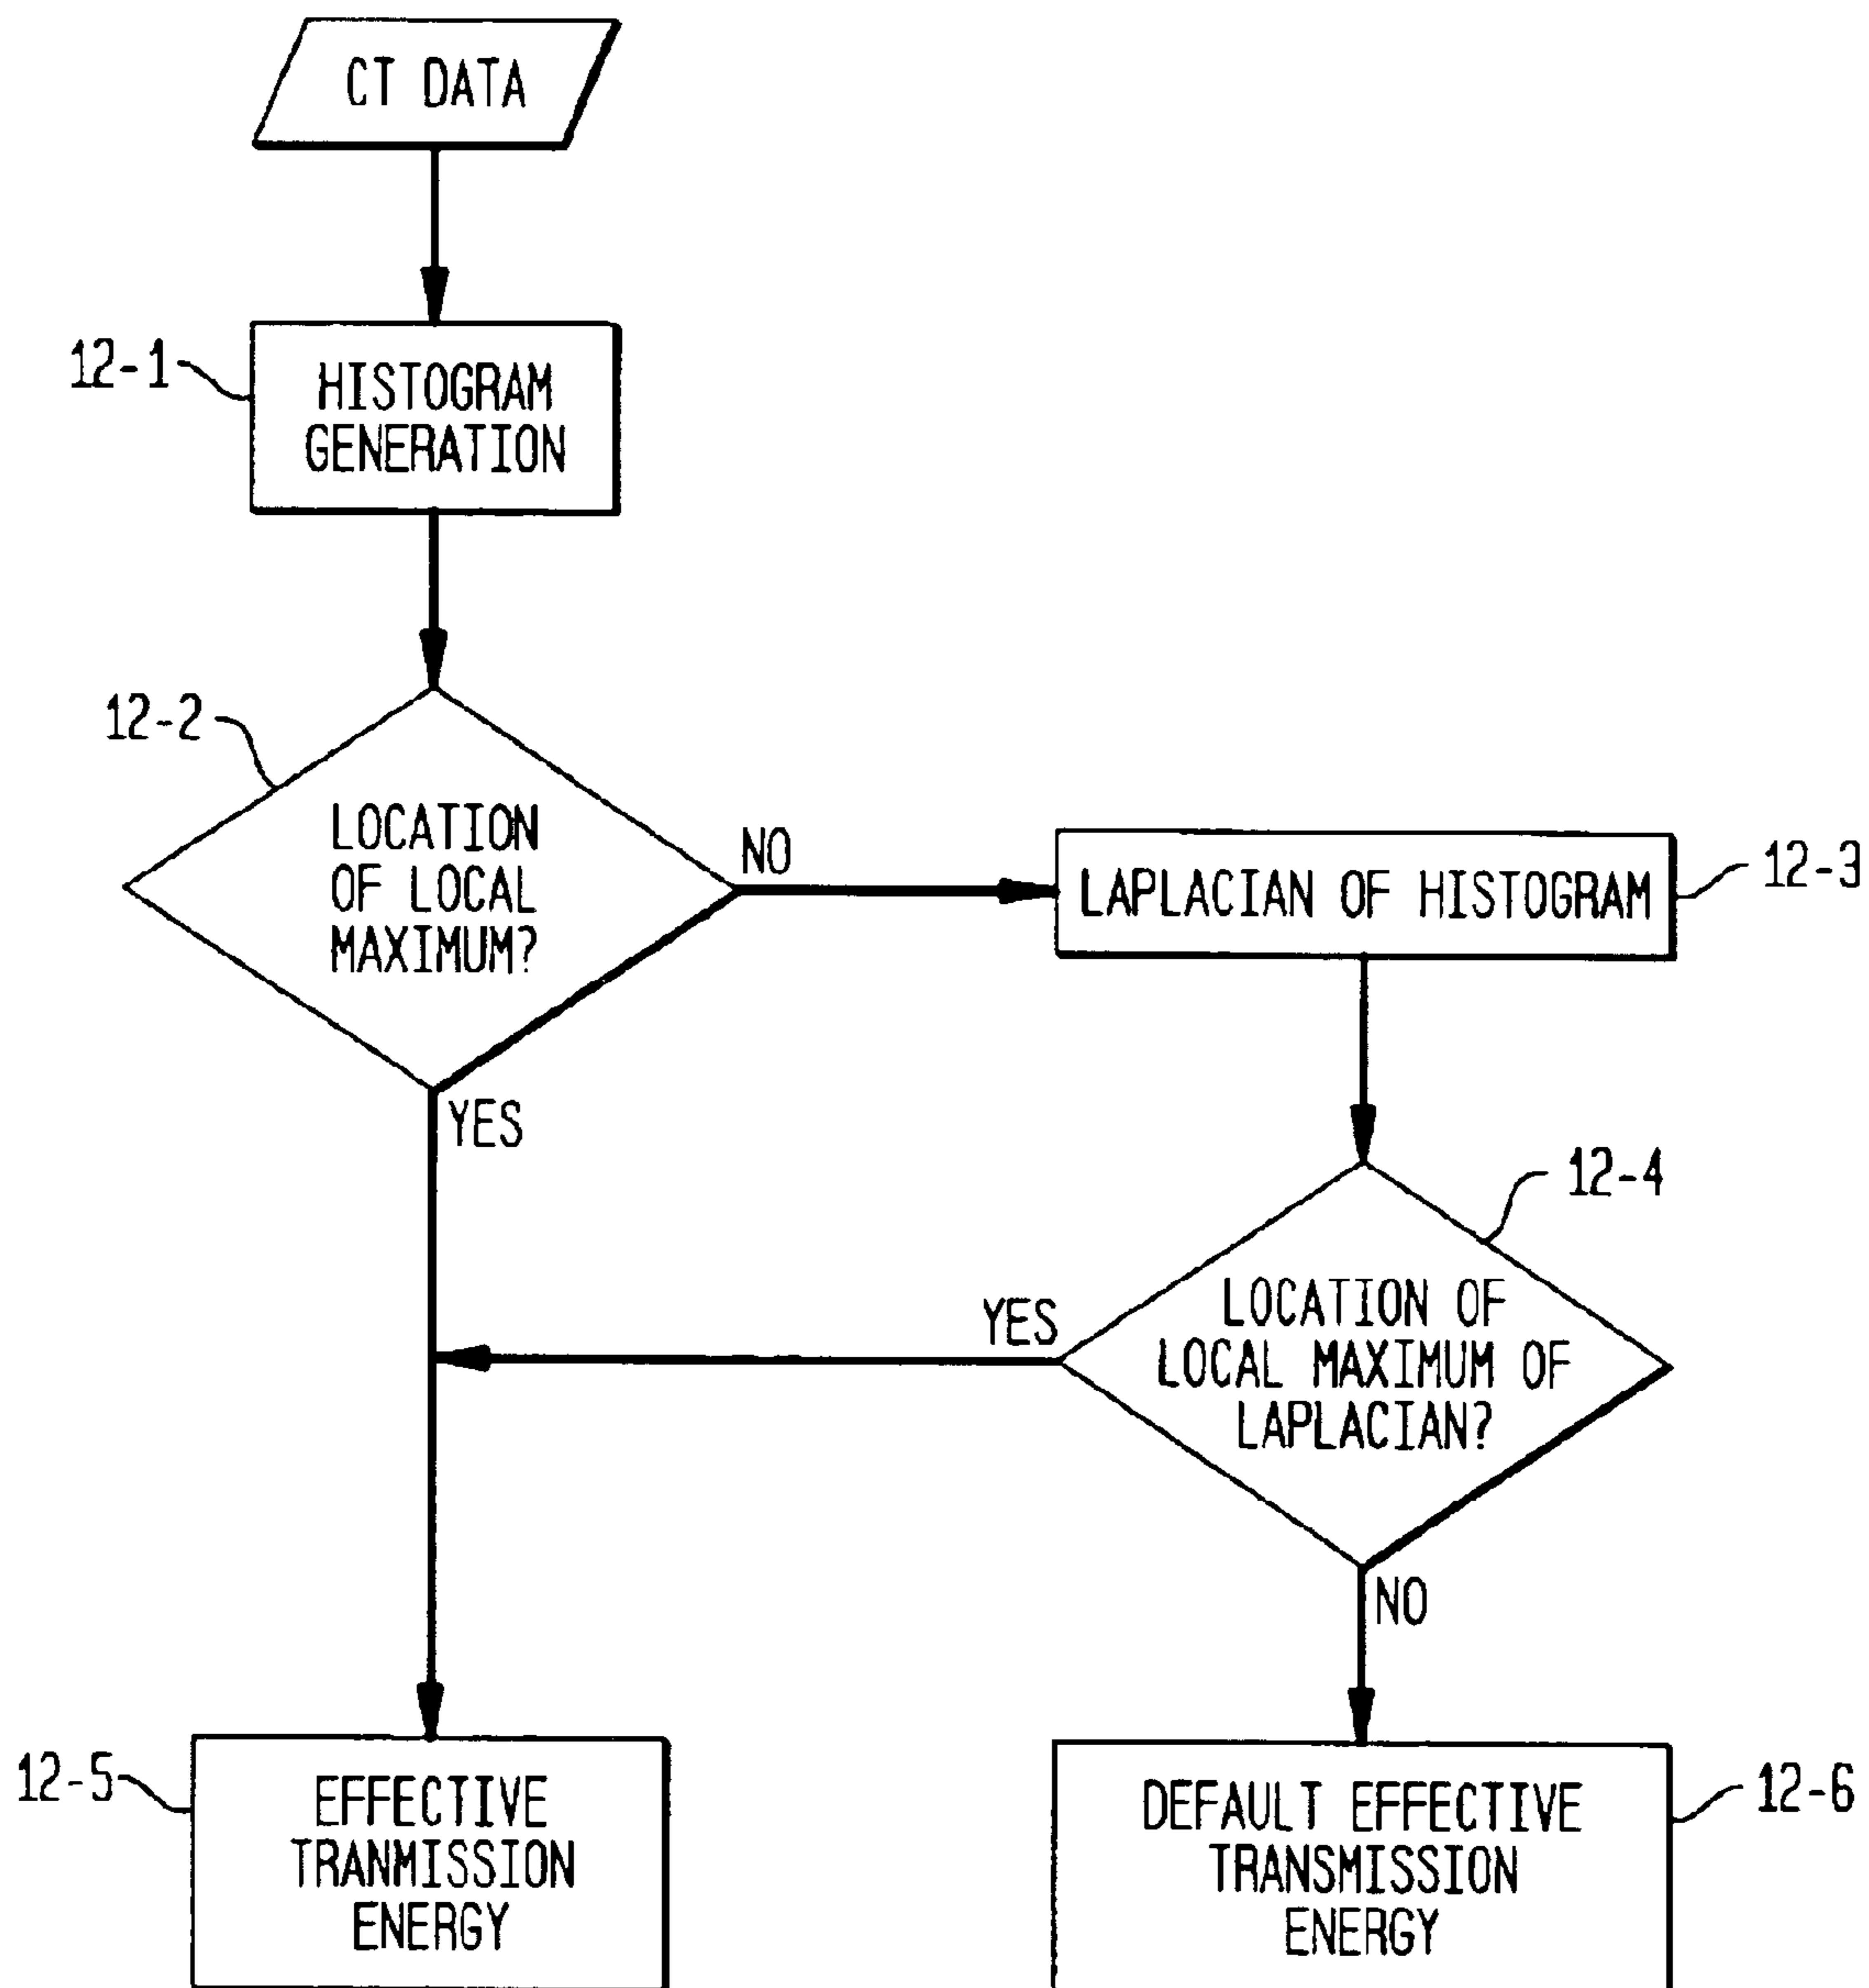 CT DATA
12-1
HISTOGRAM
GENERATION
12-2
LOCATION
OF LOCAL
MAXIMUM?
NO
LAPLACIAN OF HISTOGRAM
12-3
YES
12-4
LOCATION OF
LOCAL MAXIMUM OF
LAPLACIAN?
YES
NO
12-5
EFFECTIVE
TRANMISSION
ENERGY
DEFAULT EFFECTIVE
TRANSMISSION
ENERGY
12-6